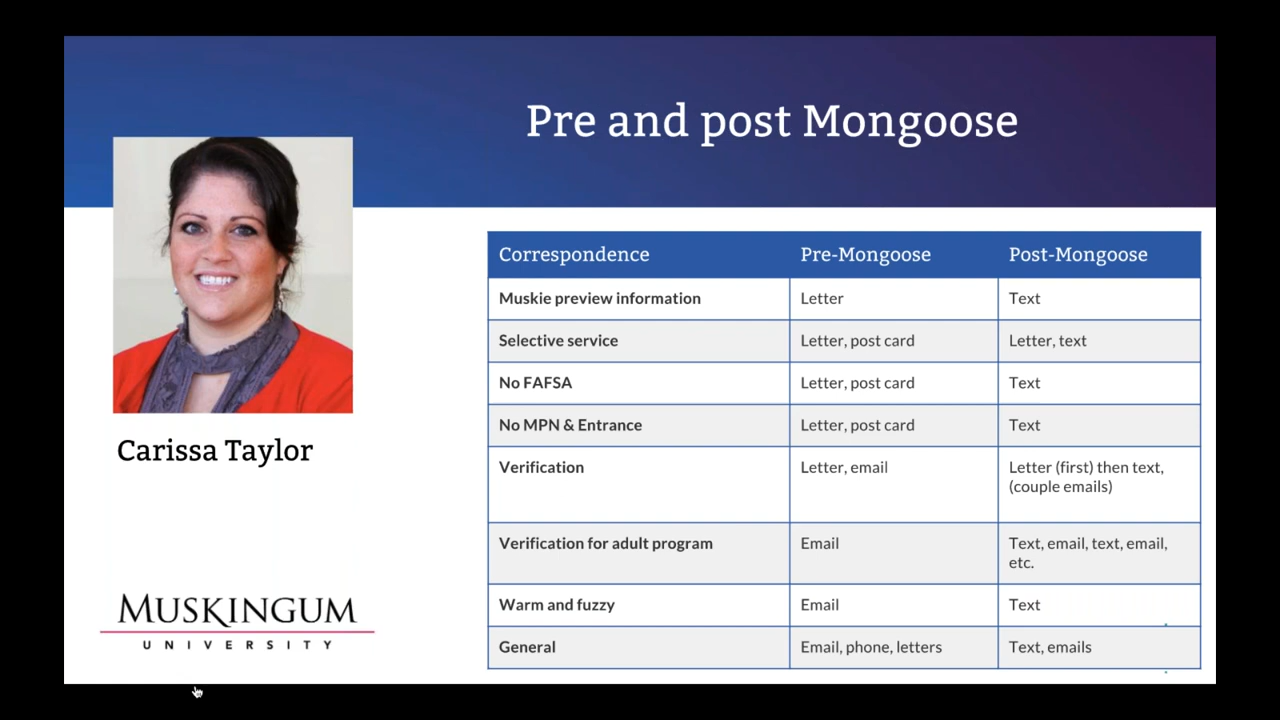 Pre and post Mongoose
Carissa Taylor
MUSKINGUM
UNIVERSITY
Correspondence Pre-Mongoose Post-Mongoose
Muskie preview information Letter Text
Selective service Letter, post card Letter, text
No FAFSA Letter, post card Text
No MPN & Entrance Letter, post card Text
Verification Letter, email Letter (first) then text,
(couple emails)
Verification for adult program Email Text, email, text, email,
etc.
Warm and fuzzy Email Text
General Email, phone, letters Text, emails